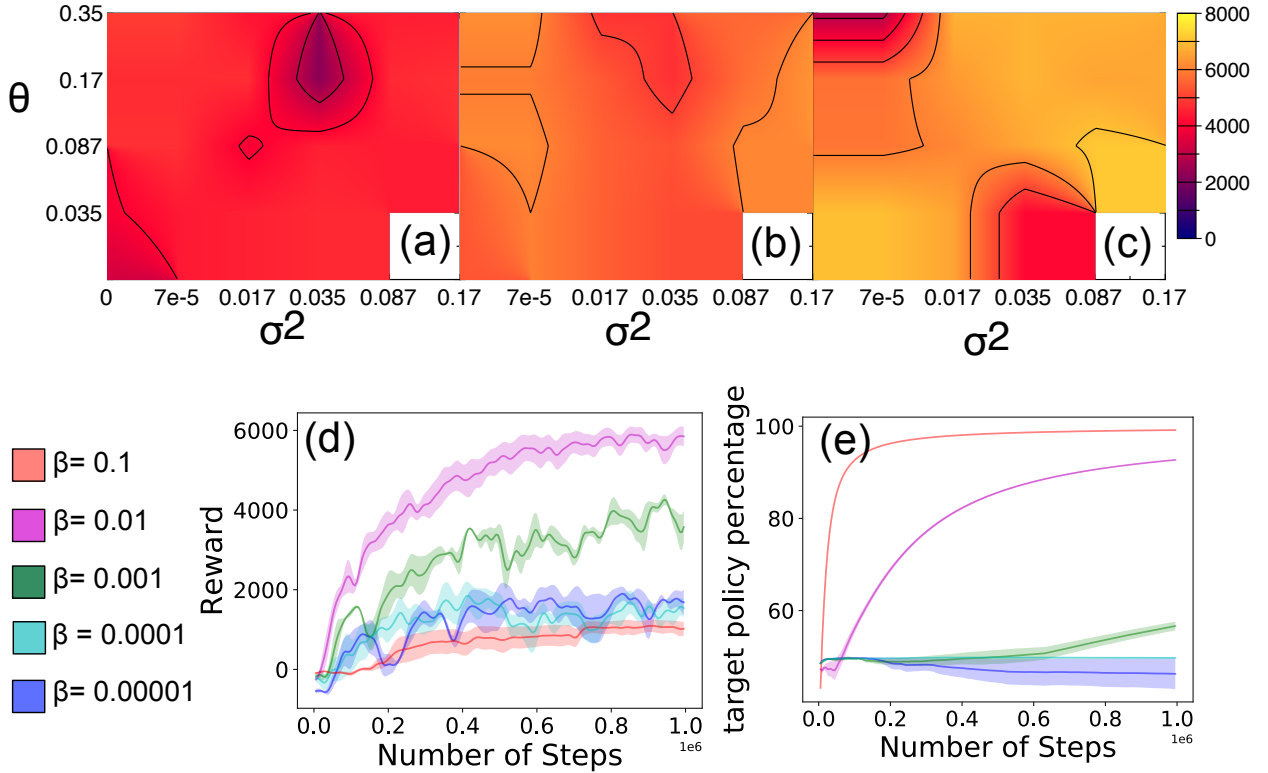 θ
0.35
0.17
0.087
0.035
(a)
(b)
(c)
8000
6000
4000
2000
0
0 7e-5 0.017 0.035 0.087 0.17
7e-5 0.017 0.035 0.087 0.17
7e-5 0.017 0.035 0.087 0.17
σ2
σ2
σ2
β= 0.1
β= 0.01
β= 0.001
β = 0.0001
β= 0.00001
(d)
Reward
6000
4000
2000
0
0.0 0.2 0.4 0.6 0.8 1.0
1e6
Number of Steps
(e)
target policy percentage
100
80
60
0.0 0.2 0.4 0.6 0.8 1.0
1e6
Number of Steps